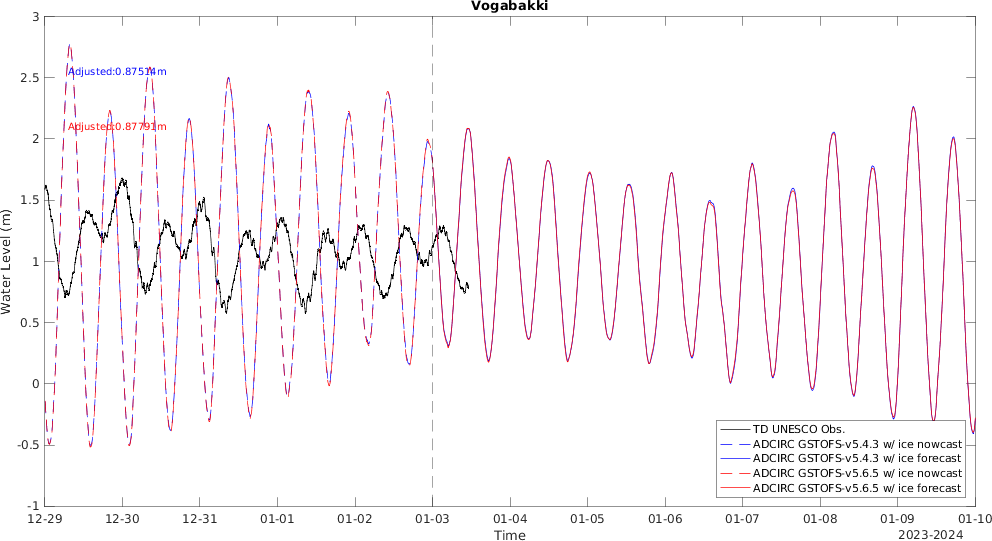 Vogabakki
3
2.5
2
1.5
1
0.5
0
-0.5
-1
Water Level (m)
Adjusted:0.87514m
Adjusted:0.87791m
TD UNESCO Obs.
ADCIRC GSTOFS-v5.4.3 w/ ice nowcast
ADCIRC GSTOFS-v5.4.3 w/ ice forecast
ADCIRC GSTOFS-v5.6.5 w/ ice nowcast
ADCIRC GSTOFS-v5.6.5 w/ ice forecast
12-29 12-30 12-31 01-01 01-02 01-03 01-04 01-05 01-06 01-07 01-08 01-09 01-10
Time
2023-2024